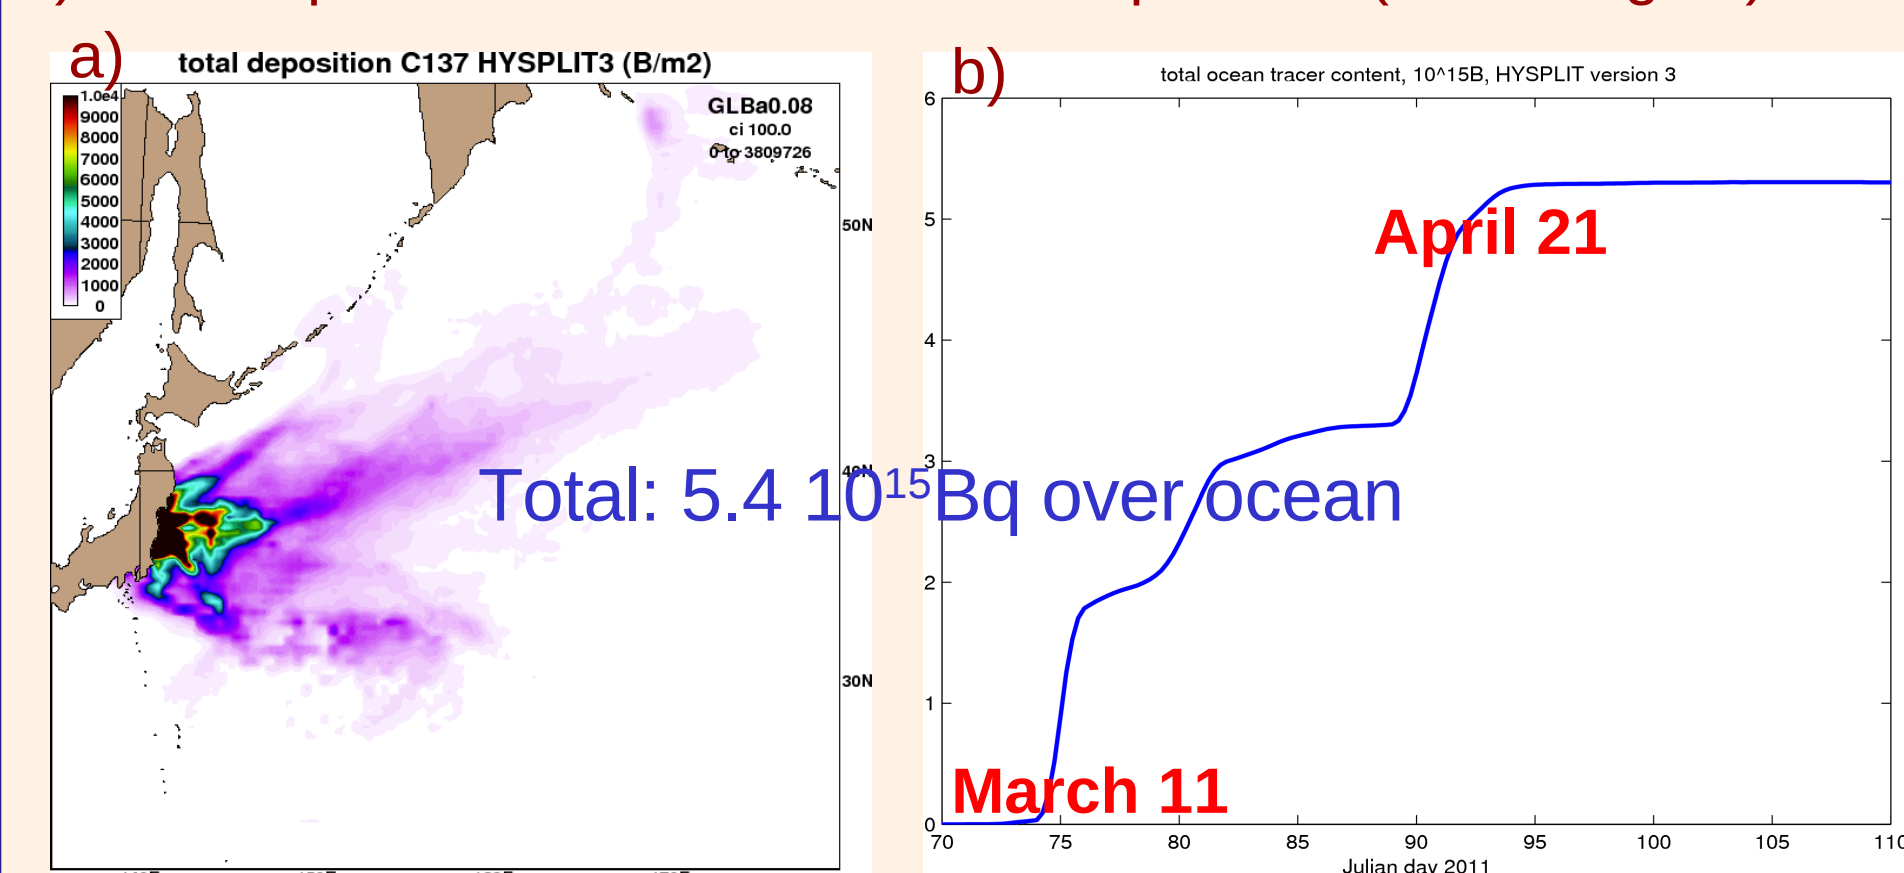 a)
total deposition C137 HYSPLIT3 (B/m2)
1.0e4
9000
8000
7000
6000
5000
4000
3000
2000
1000
0
GLBa0.08
ci 100.0
0 to 3809726
50N
40N
30N
b)
total ocean tracer content, 10^15B, HYSPLIT version 3
6
5
4
3
2
1
0
April 21
Total: 5.4 10¹⁵Bq over ocean
March 11
70 75 80 85 90 95 100 105 110
Julian day 2011